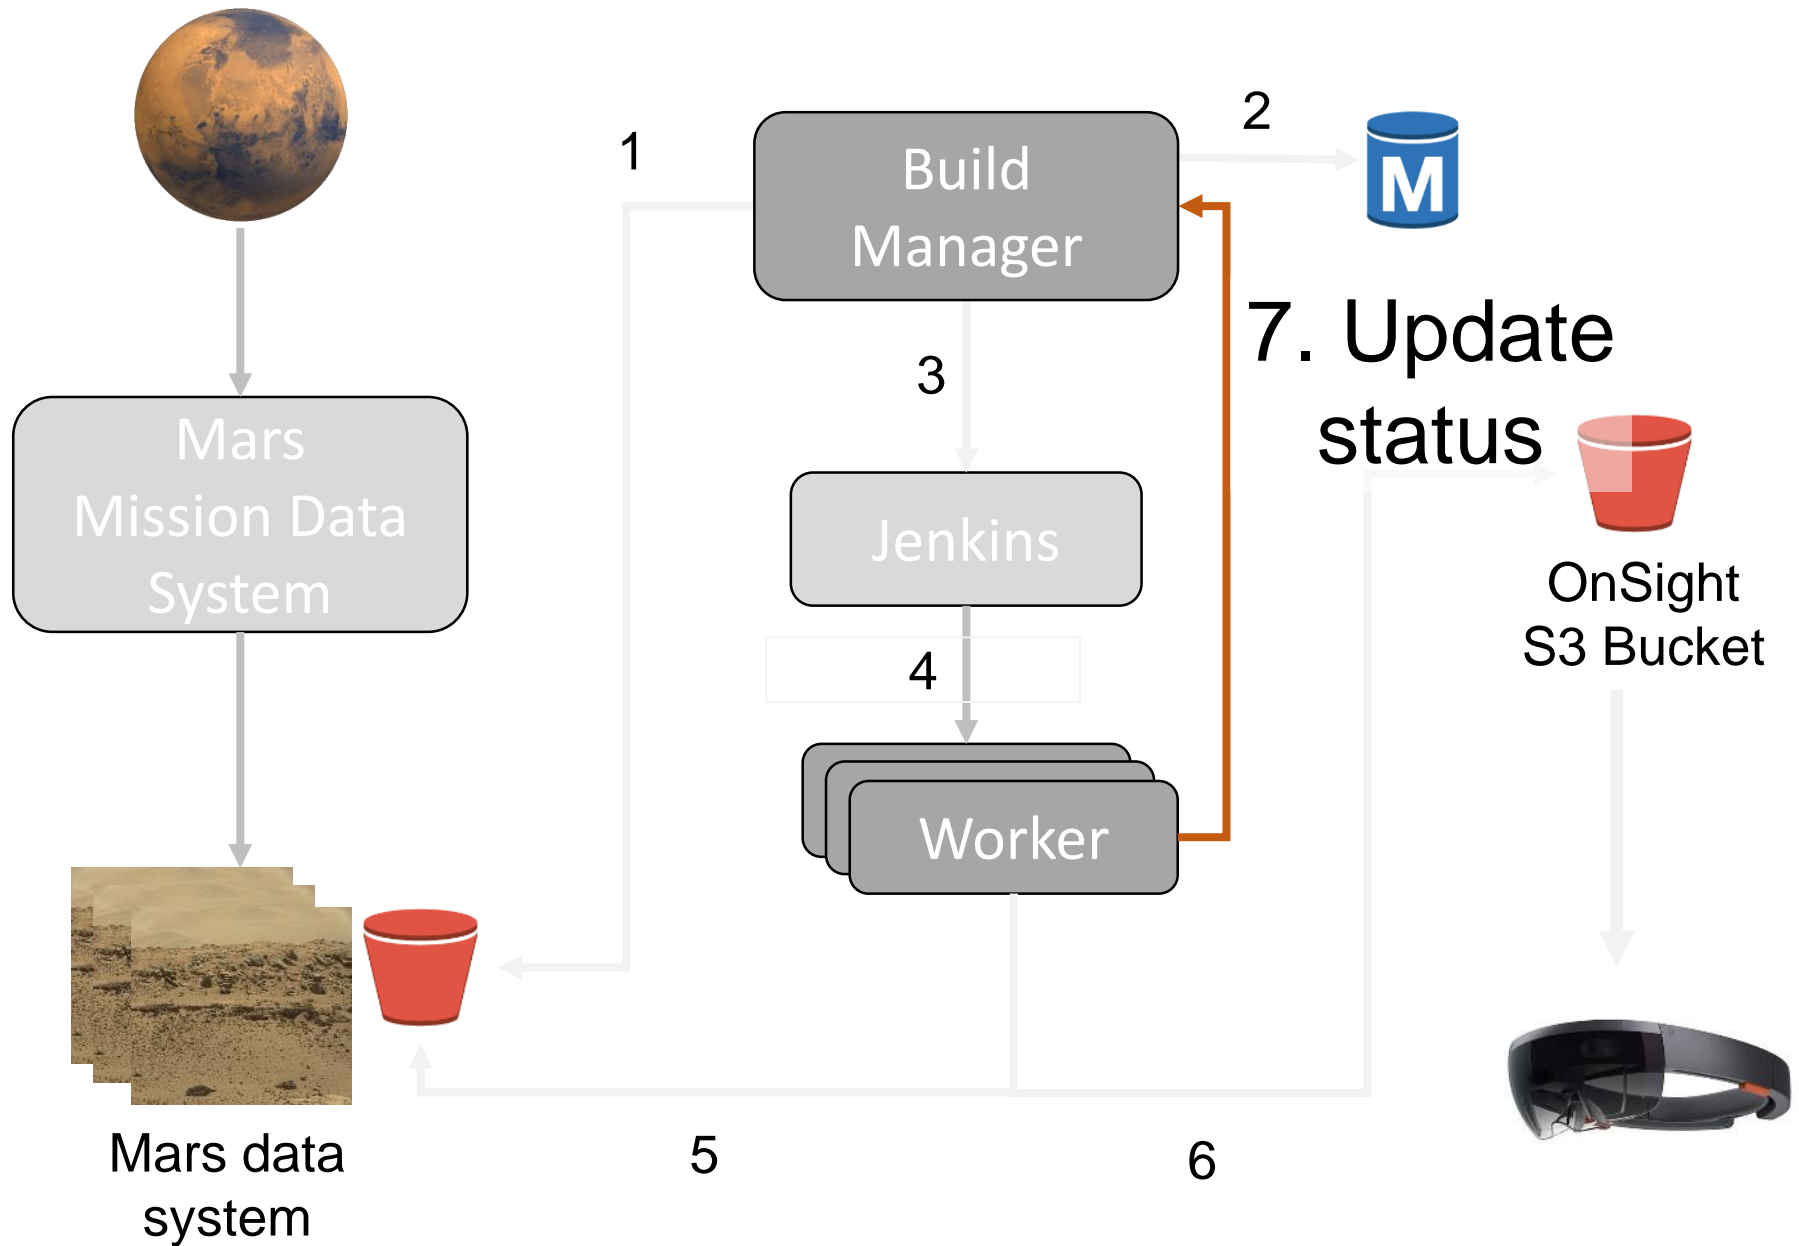 1
Build
Manager
2
M
7. Update
status
3
Mars
Mission Data
System
Jenkins
4
Worker
OnSight
S3 Bucket
Mars data
system
5
6